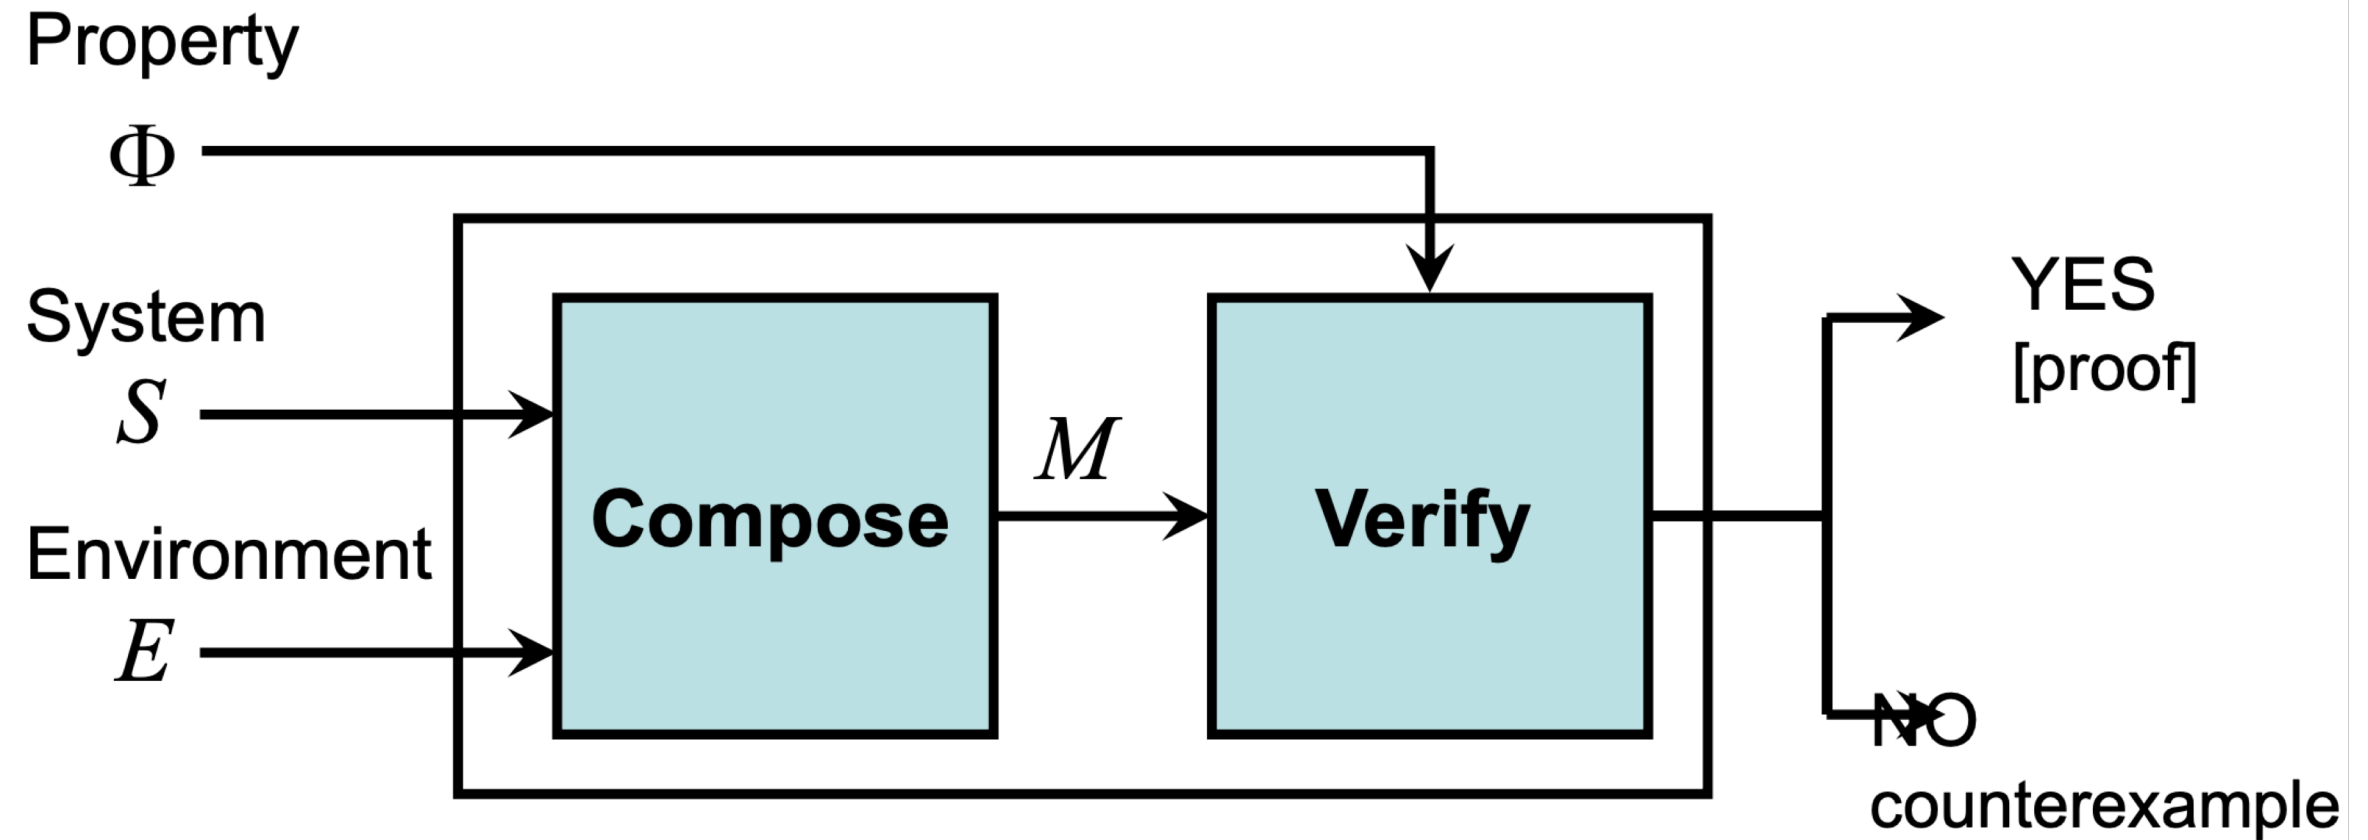 Property
Φ
System
S
Environment
E
Compose
M
Verify
YES
[proof]
NO
counterexample